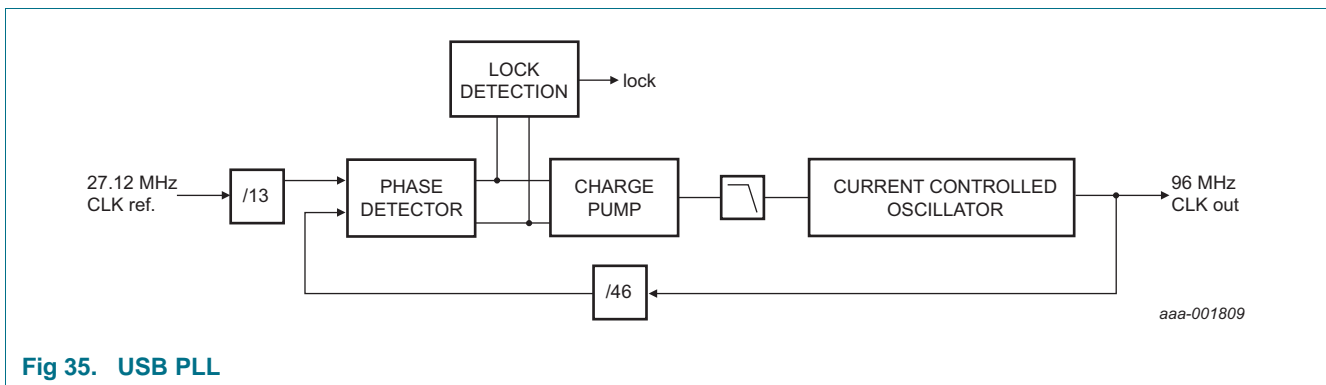 LOCK
DETECTION
lock
27.12 MHz
CLK ref.
/13
PHASE
DETECTOR
CHARGE
PUMP
CURRENT CONTROLLED
OSCILLATOR
96 MHz
CLK out
/46
aaa-001809
Fig 35. USB PLL